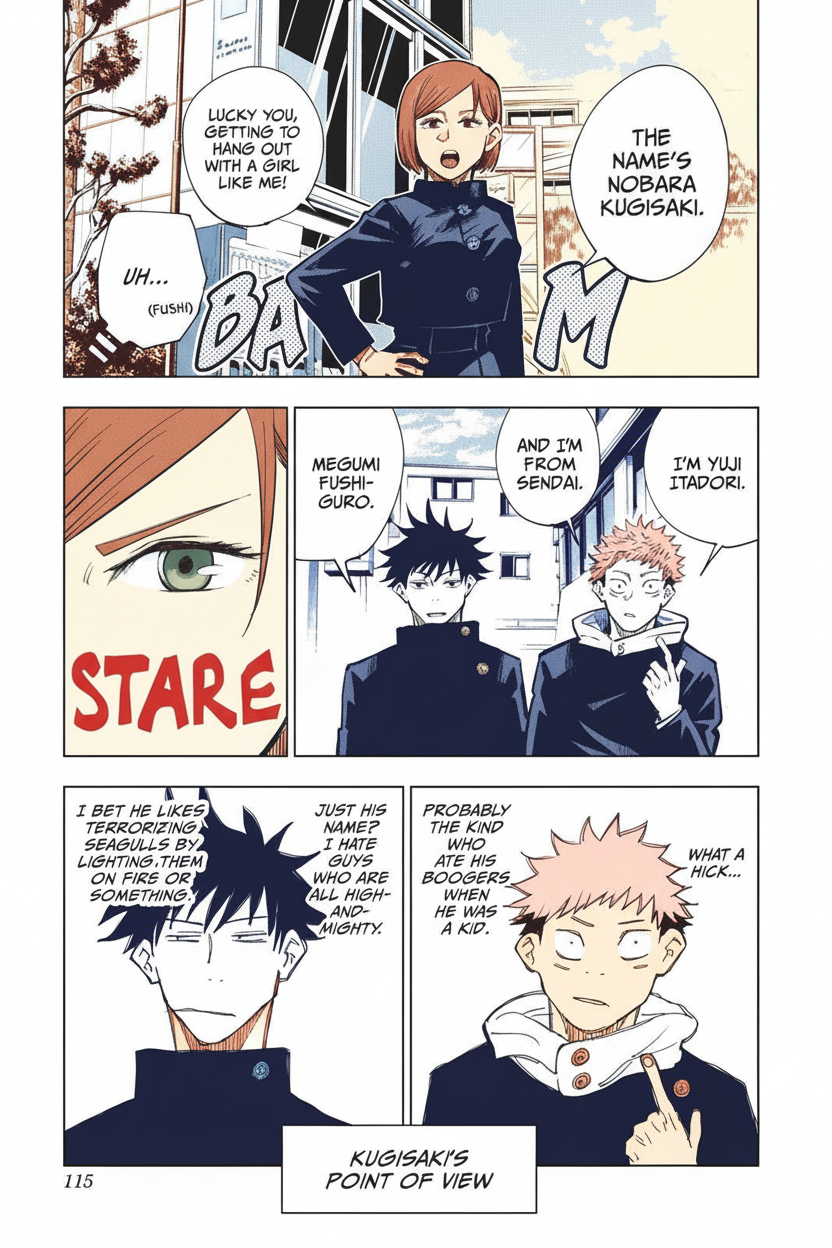 THE
NAME'S
NOBARA
KUGISAKI.
LUCKY YOU,
GETTING TO
HANG OUT
WITH A GIRL
LIKE ME!
UH...
(FUSHI)
BA M
I'M YUJI
ITADORI.
AND I'M
FROM
SENDAI.
MEGUMI
FUSHI-
GURO.
STARE
WHAT A
HICK...
PROBABLY
THE KIND
WHO
ATE HIS
BOOGERS
WHEN
HE WAS
A KID.
JUST HIS
NAME?
I HATE
GUYS
WHO ARE
ALL HIGH-
AND-
MIGHTY.
I BET HE LIKES
TERRORIZING
SEAGULLS BY
LIGHTING THEM
ON FIRE OR
SOMETHING.
KUGISAKI'S
POINT OF VIEW
115